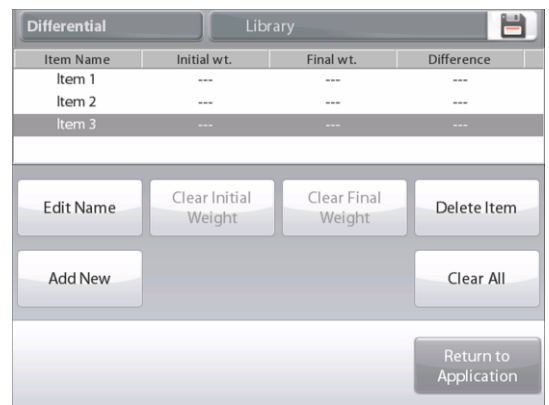 Differential Library
Item Name Initial wt. Final wt. Difference
Item 1 --- --- ---
Item 2 --- --- ---
Item 3 --- --- ---
Edit Name Clear Initial Weight Clear Final Weight Delete Item
Add New Clear All
Return to
Application